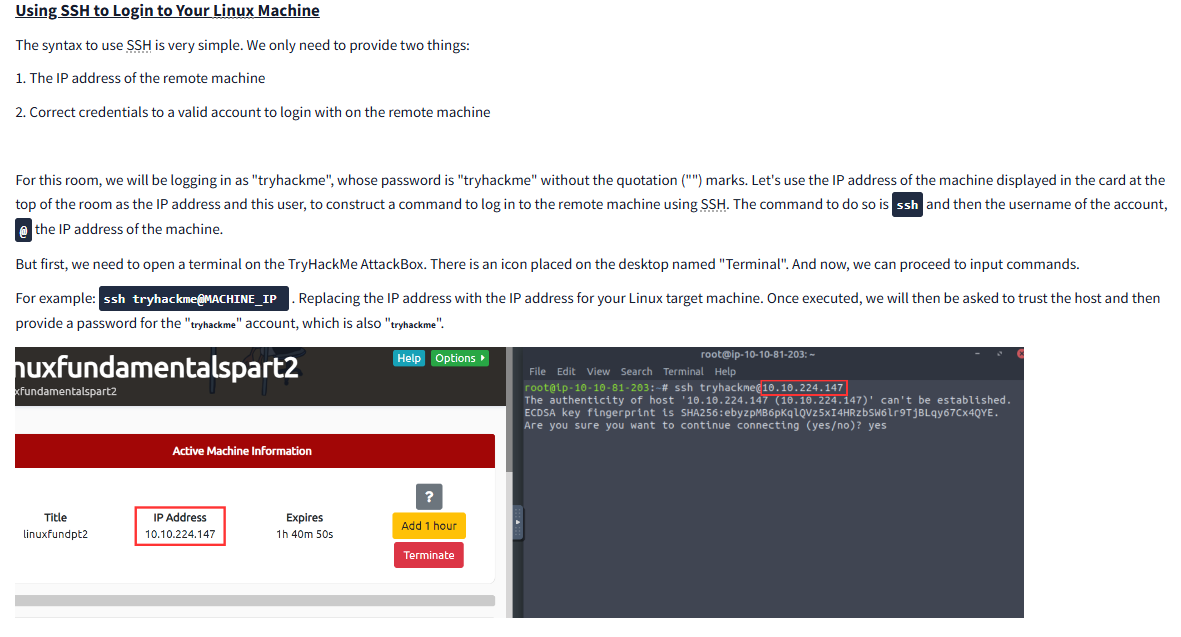 Using SSH to Login to Your Linux Machine
The syntax to use SSH is very simple. We only need to provide two things:
1. The IP address of the remote machine
2. Correct credentials to a valid account to login with on the remote machine
For this room, we will be logging in as "tryhackme", whose password is "tryhackme" without the quotation ("") marks. Let's use the IP address of the machine displayed in the card at the
top of the room as the IP address and this user, to construct a command to log in to the remote machine using SSH. The command to do so is ssh and then the username of the account,
@ the IP address of the machine.
But first, we need to open a terminal on the TryHackMe AttackBox. There is an icon placed on the desktop named "Terminal". And now, we can proceed to input commands.
For example: ssh tryhackme@MACHINE_IP . Replacing the IP address with the IP address for your Linux target machine. Once executed, we will then be asked to trust the host and then
provide a password for the "tryhackme" account, which is also "tryhackme".
nuxfundamentalspart2
xfundamentalspart2
Help
Options
Active Machine Information
Title
linuxfundpt2
IP Address
10.10.224.147
Expires
1h 40m 50s
?
Add 1 hour
Terminate
root@ip-10-10-81-203: ~
File Edit View Search Terminal Help
root@ip-10-10-81-203:~# ssh tryhackme@10.10.224.147
The authenticity of host '10.10.224.147 (10.10.224.147)' can't be established.
ECDSA key fingerprint is SHA256:ebyzpMB6pKqlQVz5xI4HRzbSW6lr9TjBLqy67Cx4QYE.
Are you sure you want to continue connecting (yes/no)? yes